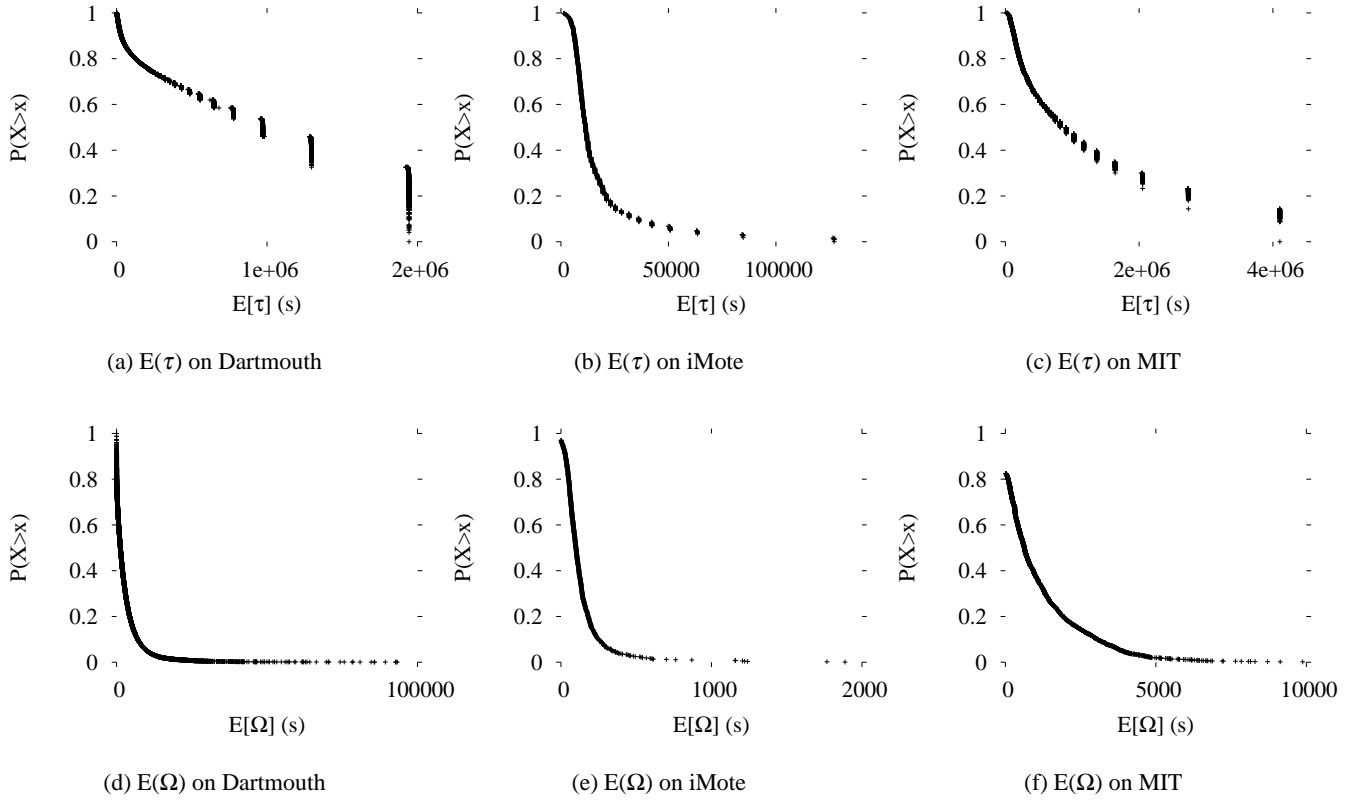 1
0.8
0.6
0.4
0.2
0
P(X>x)
0 1e+06 2e+06
E[τ] (s)
(a) E(τ) on Dartmouth
1
0.8
0.6
0.4
0.2
0
P(X>x)
0 50000 100000
E[τ] (s)
(b) E(τ) on iMote
1
0.8
0.6
0.4
0.2
0
P(X>x)
0 2e+06 4e+06
E[τ] (s)
(c) E(τ) on MIT
1
0.8
0.6
0.4
0.2
0
P(X>x)
0 100000
E[Ω] (s)
(d) E(Ω) on Dartmouth
1
0.8
0.6
0.4
0.2
0
P(X>x)
0 1000 2000
E[Ω] (s)
(e) E(Ω) on iMote
1
0.8
0.6
0.4
0.2
0
P(X>x)
0 5000 10000
E[Ω] (s)
(f) E(Ω) on MIT